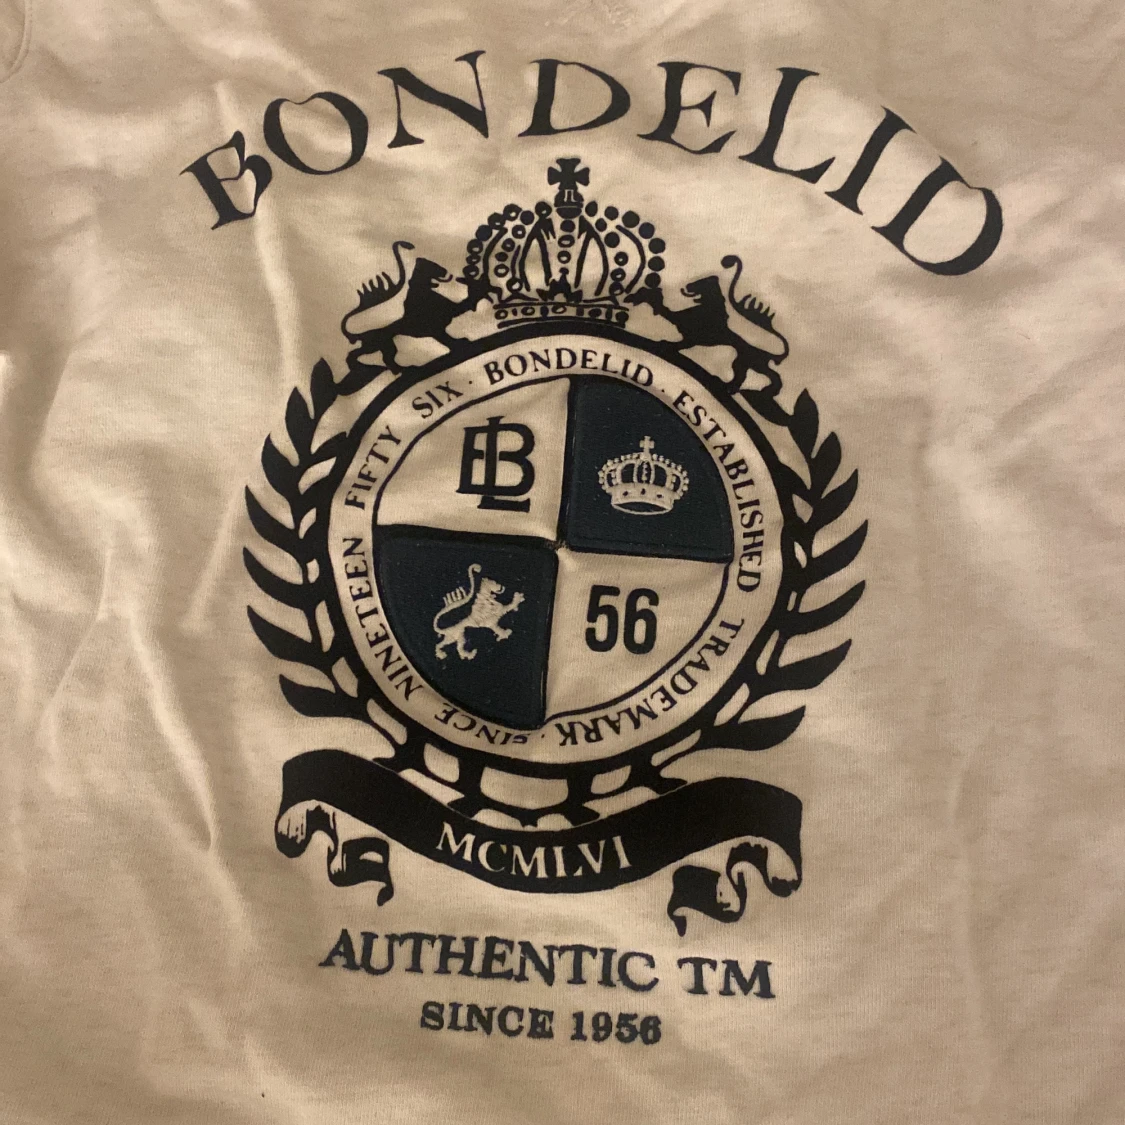 BONDELID
BONDELID · ESTABLISHED TRADEMARK · SINCE NINETEEN FIFTY SIX ·
BL
56
MCMLVI
AUTHENTIC TM
SINCE 1956